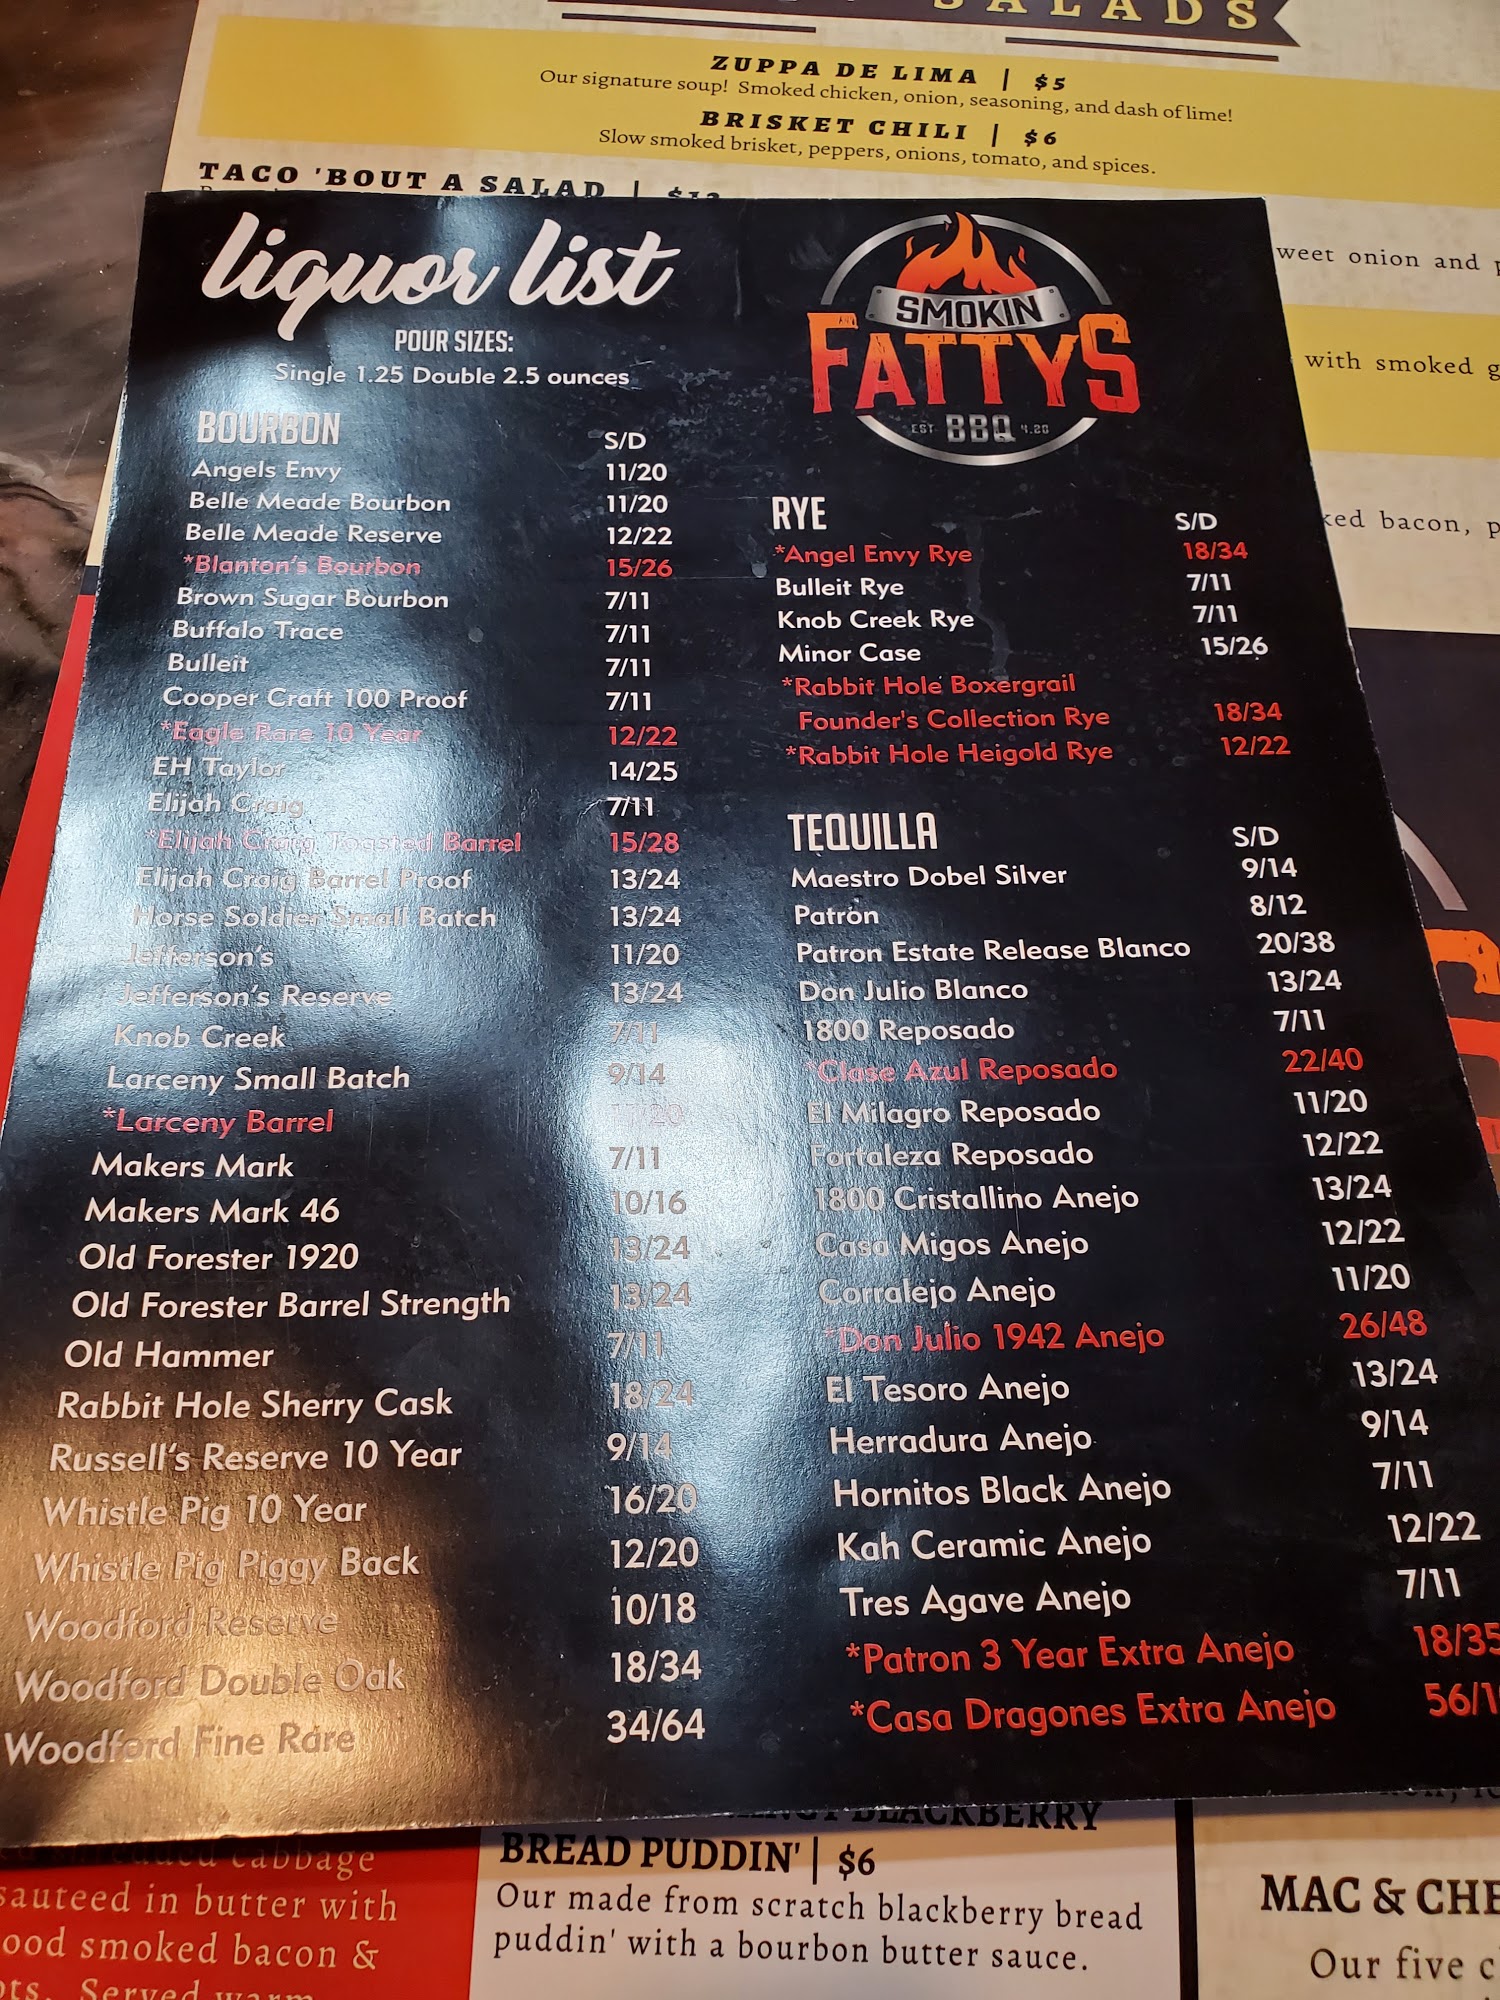 SALADS
ZUPPA DE LIMA | $5
Our signature soup! Smoked chicken, onion, seasoning, and dash of lime!
BRISKET CHILI | $6
Slow smoked brisket, peppers, onions, tomato, and spices.
TACO 'BOUT A SALAD |
weet onion and
with smoked
ked bacon,
liquor list
POUR SIZES:
Single 1.25 Double 2.5 ounces
SMOKIN
FATTYS
EST BBQ 4.20
BOURBON S/D
Angels Envy 11/20
Belle Meade Bourbon 11/20
Belle Meade Reserve 12/22
*Blanton's Bourbon 15/26
Brown Sugar Bourbon 7/11
Buffalo Trace 7/11
Bulleit 7/11
Cooper Craft 100 Proof 7/11
*Eagle Rare 10 Year 12/22
EH Taylor 14/25
Elijah Craig 7/11
*Elijah Craig Toasted Barrel 15/28
Elijah Craig Barrel Proof 13/24
Horse Soldier Small Batch 13/24
Jefferson's 11/20
Jefferson's Reserve 13/24
Knob Creek 7/11
Larceny Small Batch 9/14
*Larceny Barrel
Makers Mark 7/11
Makers Mark 46 10/16
Old Forester 1920 13/24
Old Forester Barrel Strength 13/24
Old Hammer 7/11
Rabbit Hole Sherry Cask 18/24
Russell's Reserve 10 Year 9/14
Whistle Pig 10 Year 16/20
Whistle Pig Piggy Back 12/20
Woodford Reserve 10/18
Woodford Double Oak 18/34
Woodford Fine Rare 34/64
RYE S/D
*Angel Envy Rye 18/34
Bulleit Rye 7/11
Knob Creek Rye 7/11
Minor Case 15/26
*Rabbit Hole Boxergrail
Founder's Collection Rye 18/34
*Rabbit Hole Heigold Rye 12/22
TEQUILLA S/D
Maestro Dobel Silver 9/14
Patrón 8/12
Patron Estate Release Blanco 20/38
Don Julio Blanco 13/24
1800 Reposado 7/11
*Clase Azul Reposado 22/40
El Milagro Reposado 11/20
Fortaleza Reposado 12/22
1800 Cristallino Anejo 13/24
Casa Migos Anejo 12/22
Corralejo Anejo 11/20
*Don Julio 1942 Anejo 26/48
El Tesoro Anejo 13/24
Herradura Anejo 9/14
Hornitos Black Anejo 7/11
Kah Ceramic Anejo 12/22
Tres Agave Anejo 7/11
*Patron 3 Year Extra Anejo 18/35
*Casa Dragones Extra Anejo 56/1
cabbage
sauteed in butter with
ood smoked bacon &
Served warm
BLACKBERRY
BREAD PUDDIN' | $6
Our made from scratch blackberry bread
puddin' with a bourbon butter sauce.
MAC & CHE
Our five c